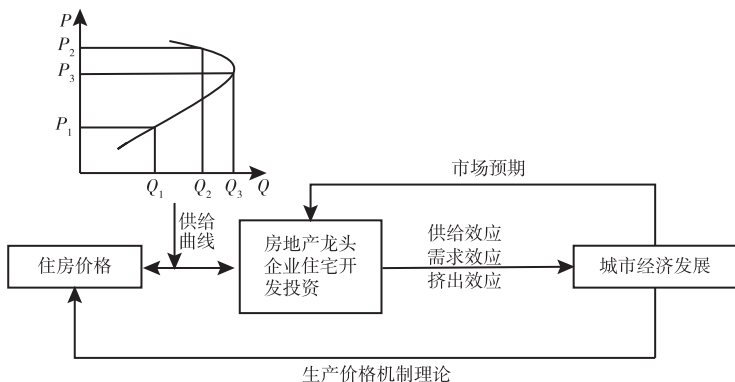 P
P2
P3
P1
Q1
Q2
Q3
Q
供给
曲线
市场预期
住房价格
房地产龙头
企业住宅开
发投资
供给效应
需求效应
挤出效应
城市经济发展
生产价格机制理论